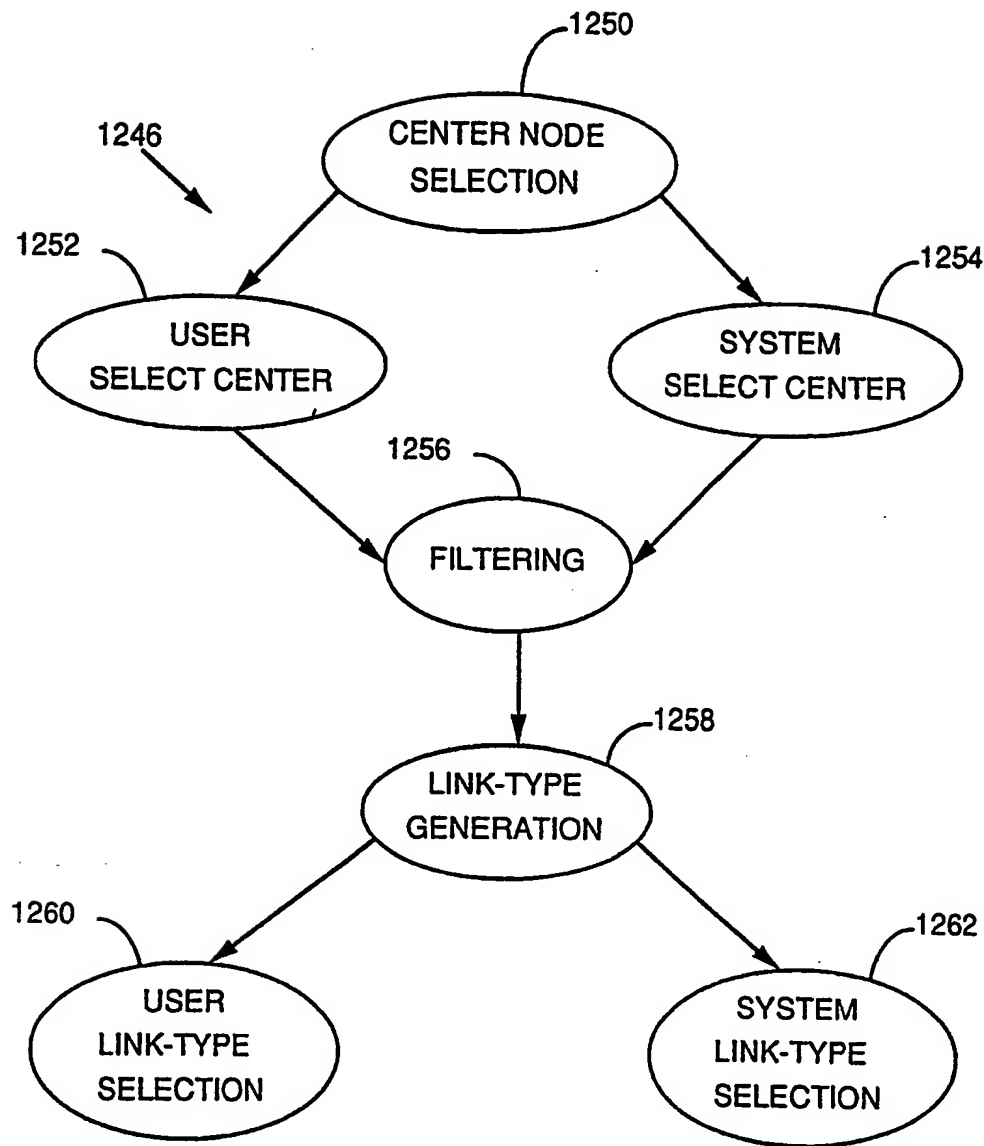 1250
CENTER NODE
SELECTION
1246
1252
USER
SELECT CENTER
1254
SYSTEM
SELECT CENTER
1256
FILTERING
1258
LINK-TYPE
GENERATION
1260
USER
LINK-TYPE
SELECTION
1262
SYSTEM
LINK-TYPE
SELECTION